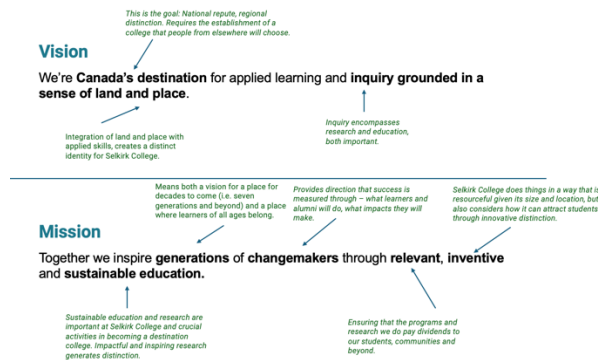 This is the goal: National repute, regional
distinction. Requires the establishment of a
college that people from elsewhere will choose.
Vision
We're Canada's destination for applied learning and inquiry grounded in a
sense of land and place.
Integration of land and place with
applied skills, creates a distinct
identity for Selkirk College.
Inquiry encompasses
research and education,
both important.
Means both a vision for a place for
decades to come (i.e. seven
generations and beyond) and a place
where learners of all ages belong.
Provides direction that success is
measured through – what learners and
alumni will do, what impacts they will
make.
Selkirk College does things in a way that is
resourceful given its size and location, but
also considers how it can attract students
through innovative distinction.
Mission
Together we inspire generations of changemakers through relevant, inventive
and sustainable education.
Sustainable education and research are
important at Selkirk College and crucial
activities in becoming a destination
college. Impactful and inspiring research
generates distinction.
Ensuring that the programs and
research we do pay dividends to
our students, communities and
beyond.